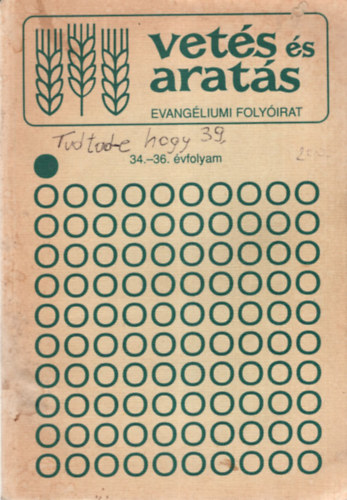 vetés és
aratás
EVANGÉLIUMI FOLYÓIRAT
Tudtad-e hogy 39.
34.–36. évfolyam